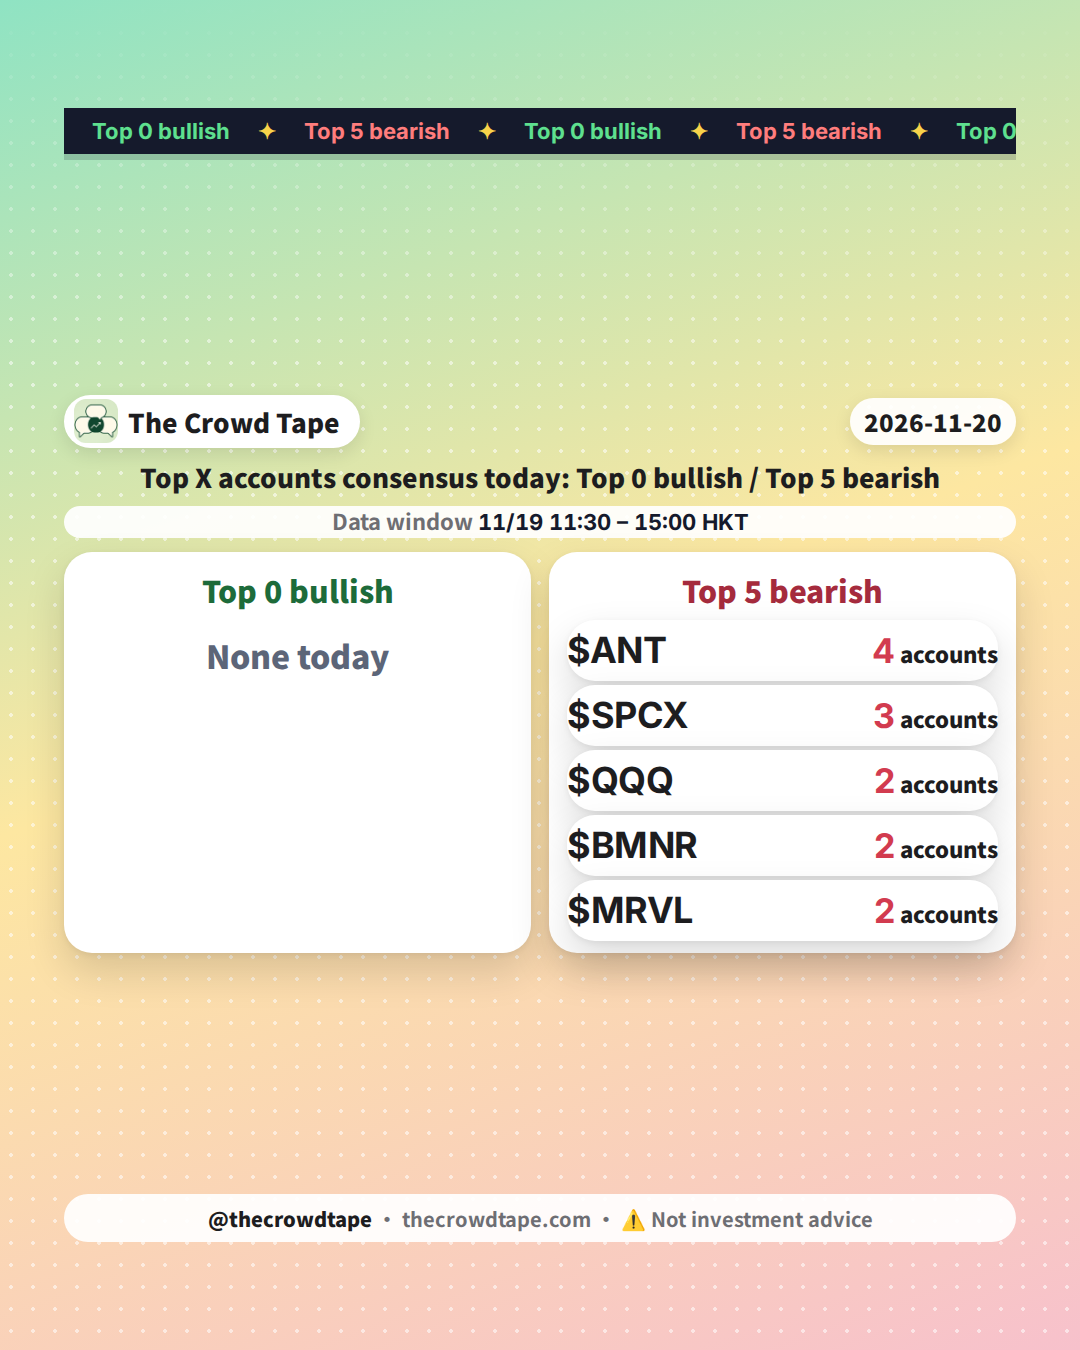 Top 0 bullish ✦ Top 5 bearish ✦ Top 0 bullish ✦ Top 5 bearish ✦ Top 0
The Crowd Tape
2026-11-20
Top X accounts consensus today: Top 0 bullish / Top 5 bearish
Data window 11/19 11:30 – 15:00 HKT
Top 0 bullish
None today
Top 5 bearish
$ANT 4 accounts
$SPCX 3 accounts
$QQQ 2 accounts
$BMNR 2 accounts
$MRVL 2 accounts
@thecrowdtape • thecrowdtape.com • ⚠️ Not investment advice